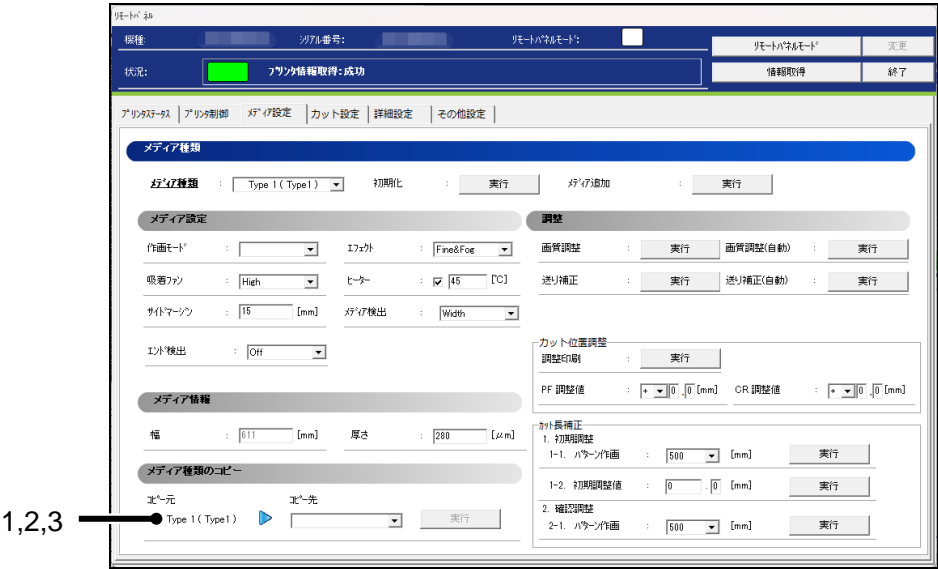 リモートパネル
機種: シリアル番号: リモートパネルモード: リモートパネルモード 変更
状況: プリンタ情報取得:成功 情報取得 終了
プリンタステータス プリンタ制御 メディア設定 カット設定 詳細設定 その他設定
メディア種類
メディア種類 : Type 1 ( Type1 ) 初期化 : 実行 メディア追加 : 実行
メディア設定 調整
作画モード : エフェクト : Fine&Fog 画質調整 : 実行 画質調整(自動) : 実行
吸着ファン : High ヒーター : 45 [℃] 送り補正 : 実行 送り補正(自動) : 実行
サイドマージン : 15 [mm] メディア検出 : Width
カット位置調整
エンド検出 : Off 調整印刷 : 実行
PF 調整値 : + 0 . 0 [mm] CR 調整値 : + 0 . 0 [mm]
メディア情報
カット長補正
幅 : 611 [mm] 厚さ : 280 [μm] 1. 初期調整
1-1. パターン作画 : 500 [mm] 実行
メディア種類のコピー
1-2. 初期調整値 : 0 . 0 [mm] 実行
コピー元 コピー先
2. 確認調整
1,2,3 Type 1 ( Type1 ) 実行 2-1. パターン作画 : 500 [mm] 実行